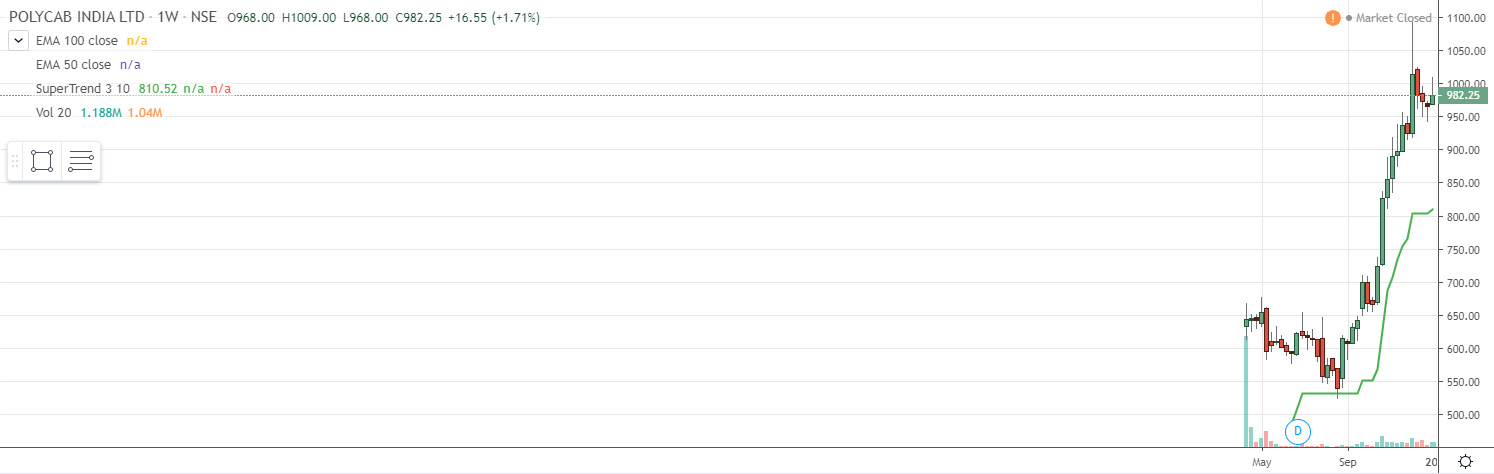 POLYCAB INDIA LTD · 1W · NSE O968.00 H1009.00 L968.00 C982.25 +16.55 (+1.71%)
! Market Closed
EMA 100 close n/a
EMA 50 close n/a
SuperTrend 3 10 810.52 n/a n/a
Vol 20 1.188M 1.04M
1100.00
1050.00
1000.00
982.25
950.00
900.00
850.00
800.00
750.00
700.00
650.00
600.00
550.00
500.00
D
May Sep 20